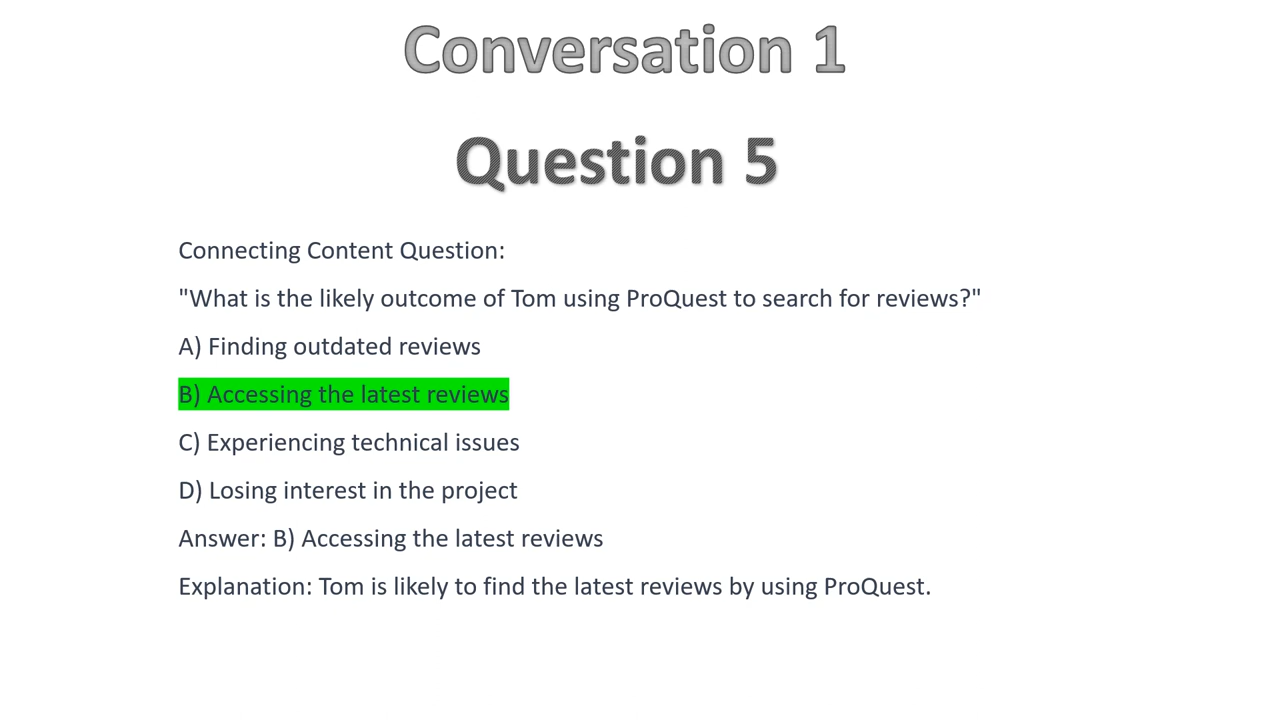 Conversation 1
Question 5
Connecting Content Question:
"What is the likely outcome of Tom using ProQuest to search for reviews?"
A) Finding outdated reviews
B) Accessing the latest reviews
C) Experiencing technical issues
D) Losing interest in the project
Answer: B) Accessing the latest reviews
Explanation: Tom is likely to find the latest reviews by using ProQuest.